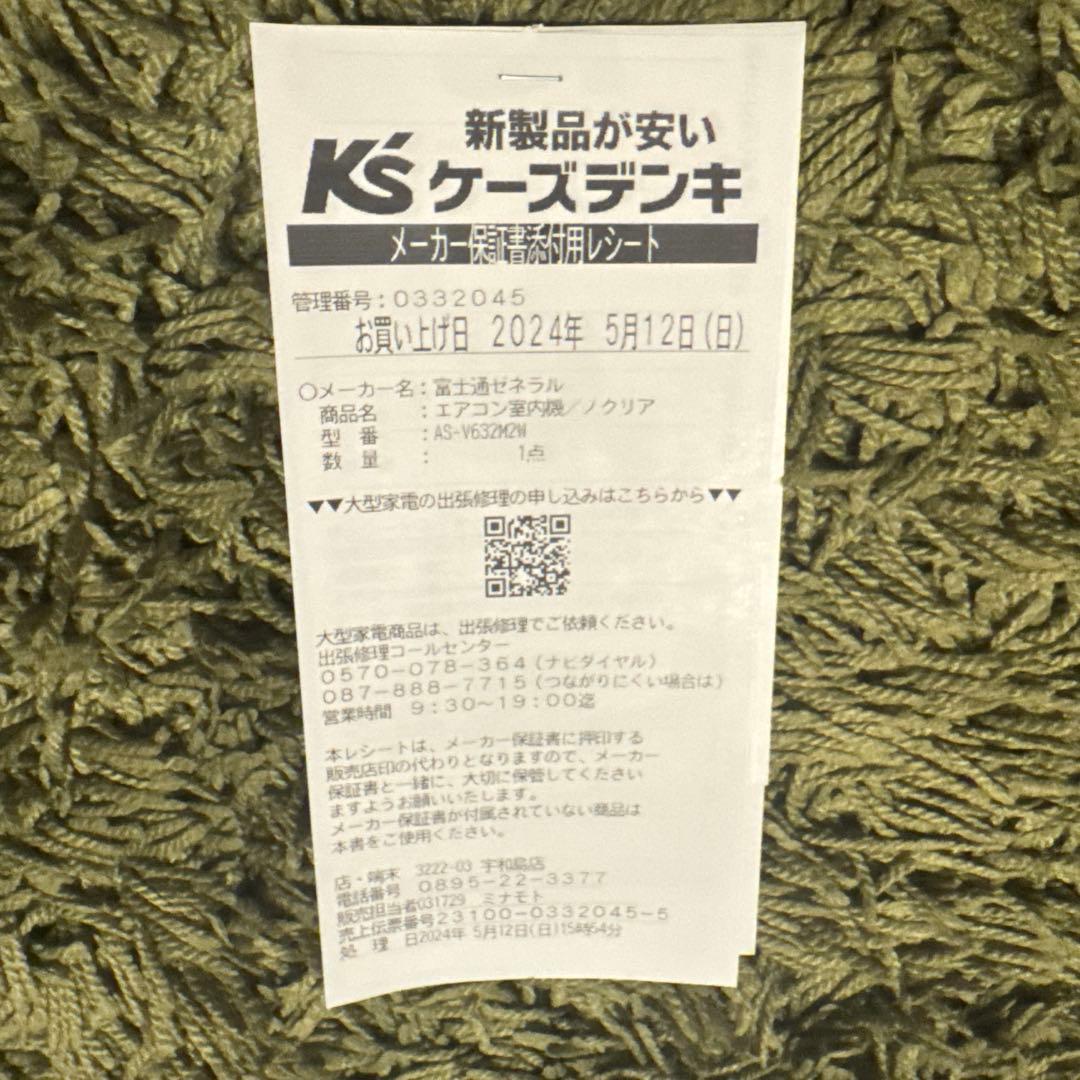 新製品が安い
K's ケーズデンキ
メーカー保証書添付用レシート
管理番号：0332045
お買い上げ日 2024年 5月12日(日)
○メーカー名：富士通ゼネラル
商品名 ：エアコン室内機／ノクリア
型 番 ：AS-V632M2W
数 量 ： 1点
▼▼大型家電の出張修理の申し込みはこちらから▼▼
大型家電商品は、出張修理でご依頼ください。
出張修理コールセンター
0570-078-364（ナビダイヤル）
087-888-7715（つながりにくい場合は）
営業時間 9：30～19：00迄
本レシートは、メーカー保証書に押印する
販売店印の代わりとなりますので、メーカー
保証書と一緒に、大切に保管してください
ますようお願いいたします。
メーカー保証書が付属されていない商品は
本書をご使用ください。
店・端末 3222-03 宇和島店
電話番号 0895-22-3377
販売担当者031729 ミナモト
売上伝票番号23100-0332045-5
処 理 日2024年 5月12日(日)15時54分